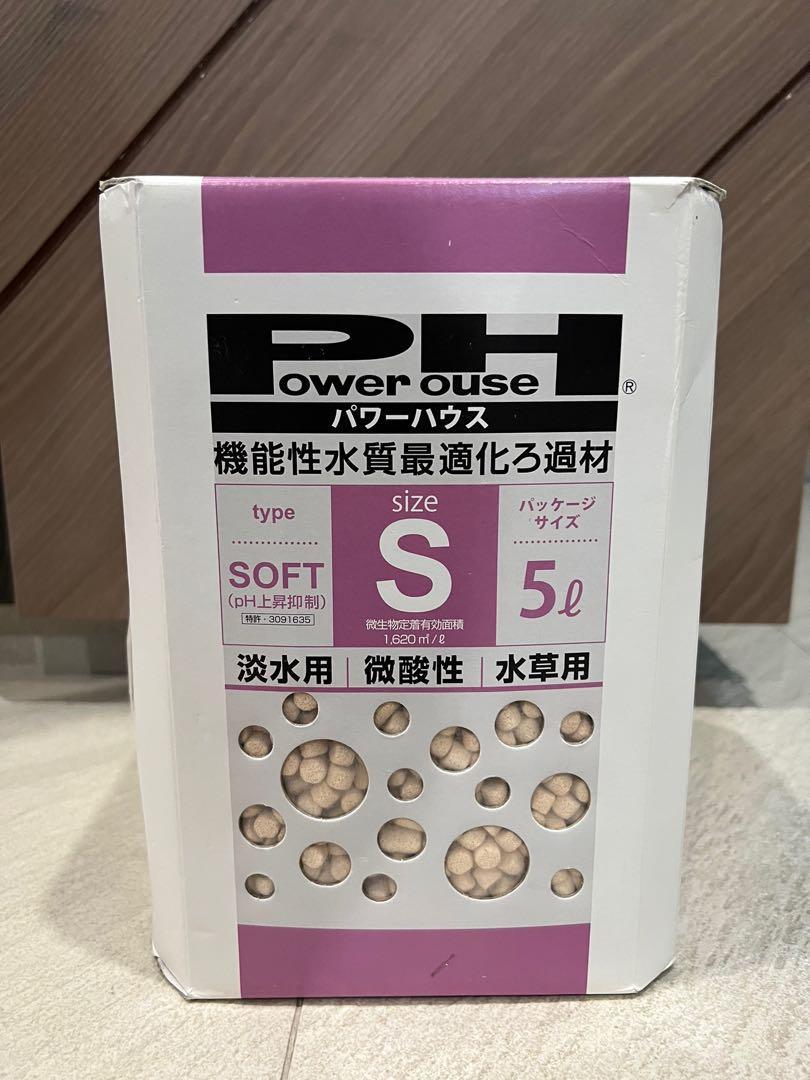 Power House®
パワーハウス
機能性水質最適化ろ過材
type
SOFT
(pH上昇抑制)
特許・3091635
size
S
微生物定着有効面積
1,620㎡/ℓ
パッケージ
サイズ
5ℓ
淡水用 微酸性 水草用